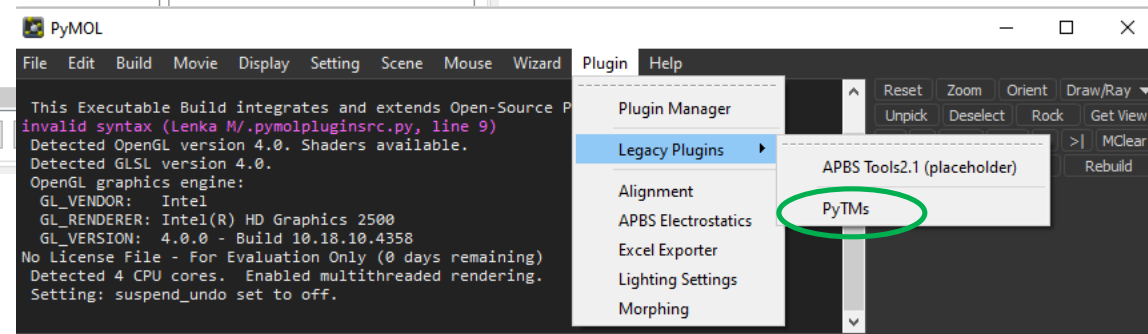 PyMOL
File Edit Build Movie Display Setting Scene Mouse Wizard Plugin Help
This Executable Build integrates and extends Open-Source P
invalid syntax (Lenka M/.pymolpluginsrc.py, line 9)
Detected OpenGL version 4.0. Shaders available.
Detected GLSL version 4.0.
OpenGL graphics engine:
GL_VENDOR: Intel
GL_RENDERER: Intel(R) HD Graphics 2500
GL_VERSION: 4.0.0 - Build 10.18.10.4358
No License File - For Evaluation Only (0 days remaining)
Detected 4 CPU cores. Enabled multithreaded rendering.
Setting: suspend_undo set to off.
Plugin Manager
Legacy Plugins
Alignment
APBS Electrostatics
Excel Exporter
Lighting Settings
Morphing
APBS Tools2.1 (placeholder)
PyTMs
Reset Zoom Orient Draw/Ray
Unpick Deselect Rock Get View
>| MClear
Rebuild